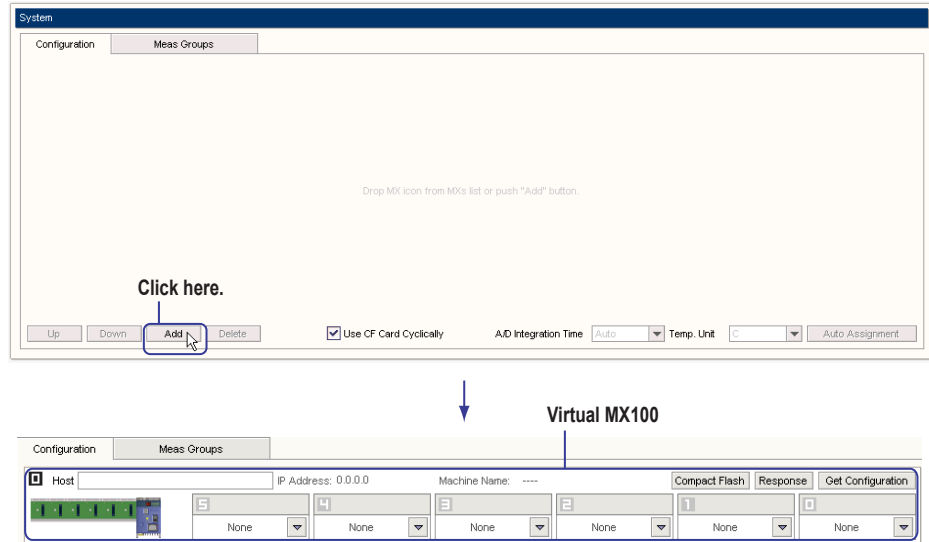 System
Configuration Meas Groups
Drop MX icon from MXs list or push "Add" button.
Click here.
Up Down Add Delete Use CF Card Cyclically A/D Integration Time Auto Temp. Unit C Auto Assignment
Virtual MX100
Configuration Meas Groups
0 Host IP Address: 0.0.0.0 Machine Name: ---- Compact Flash Response Get Configuration
5 4 3 2 1 0
None None None None None None